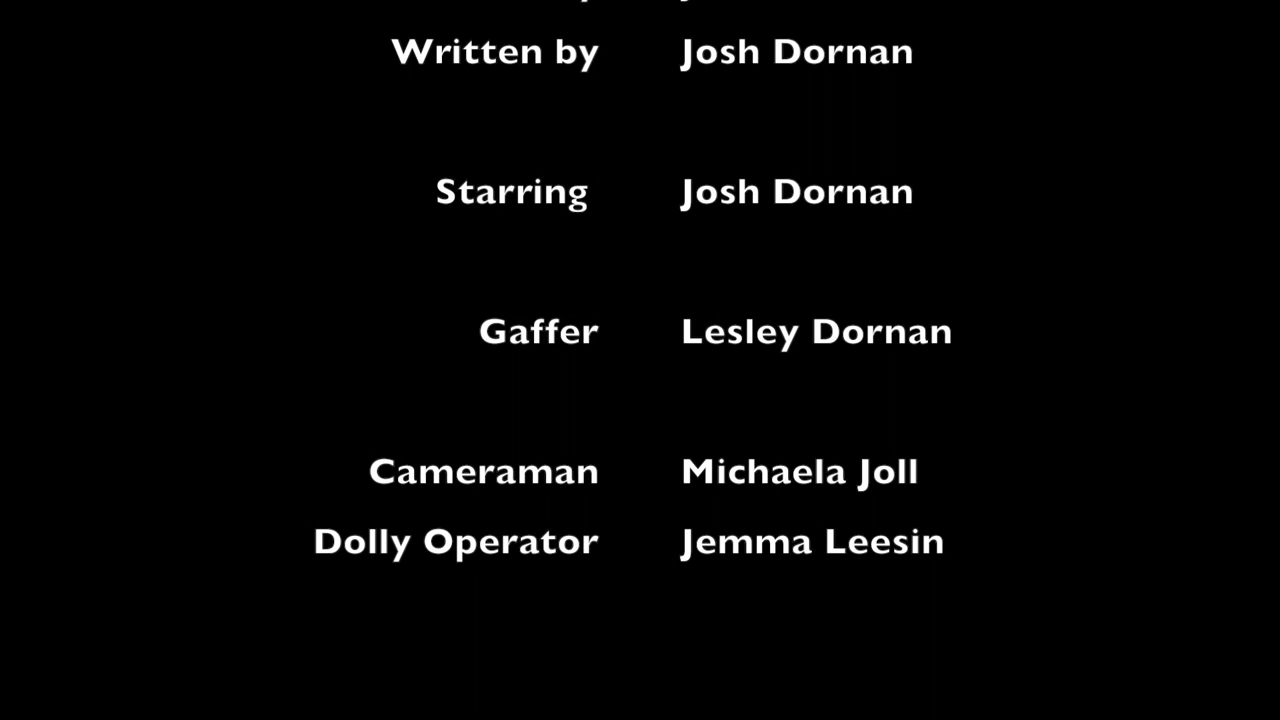 Written by Josh Dornan
Starring Josh Dornan
Gaffer Lesley Dornan
Cameraman Michaela Joll
Dolly Operator Jemma Leesin